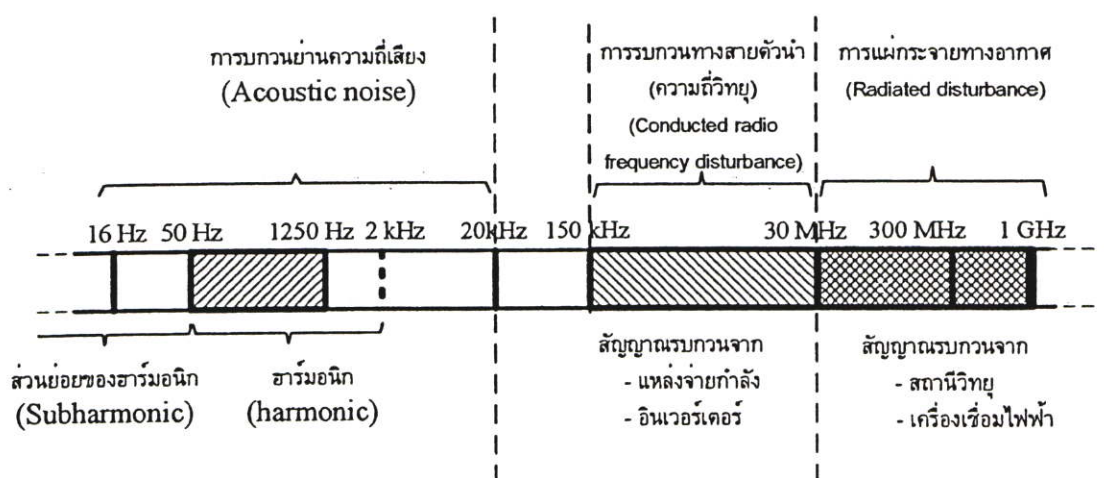 การรบกวนย่านความถี่เสียง
(Acoustic noise)
การรบกวนทางสายตัวนำ
(ความถี่วิทยุ)
(Conducted radio
frequency disturbance)
การแผ่กระจายทางอากาศ
(Radiated disturbance)
16 Hz 50 Hz 1250 Hz 2 kHz 20kHz 150 kHz 30 MHz 300 MHz 1 GHz
ส่วนย่อยของฮาร์มอนิก
(Subharmonic)
ฮาร์มอนิก
(harmonic)
สัญญาณรบกวนจาก
- แหล่งจ่ายกำลัง
- อินเวอร์เตอร์
สัญญาณรบกวนจาก
- สถานีวิทยุ
- เครื่องเชื่อมไฟฟ้า